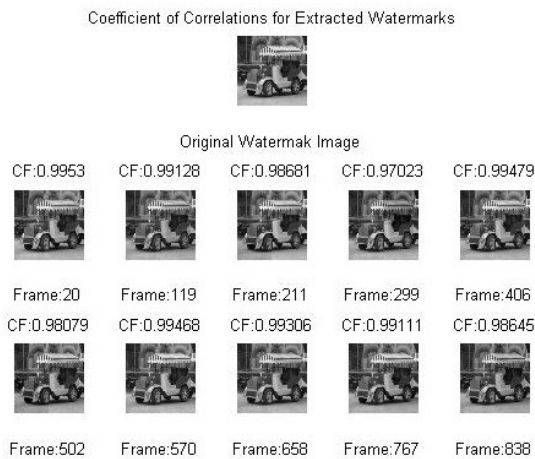 Coefficient of Correlations for Extracted Watermarks
Original Watermak Image
CF:0.9953 CF:0.99128 CF:0.98681 CF:0.97023 CF:0.99479
Frame:20 Frame:119 Frame:211 Frame:299 Frame:406
CF:0.98079 CF:0.99468 CF:0.99306 CF:0.99111 CF:0.98645
Frame:502 Frame:570 Frame:658 Frame:767 Frame:838